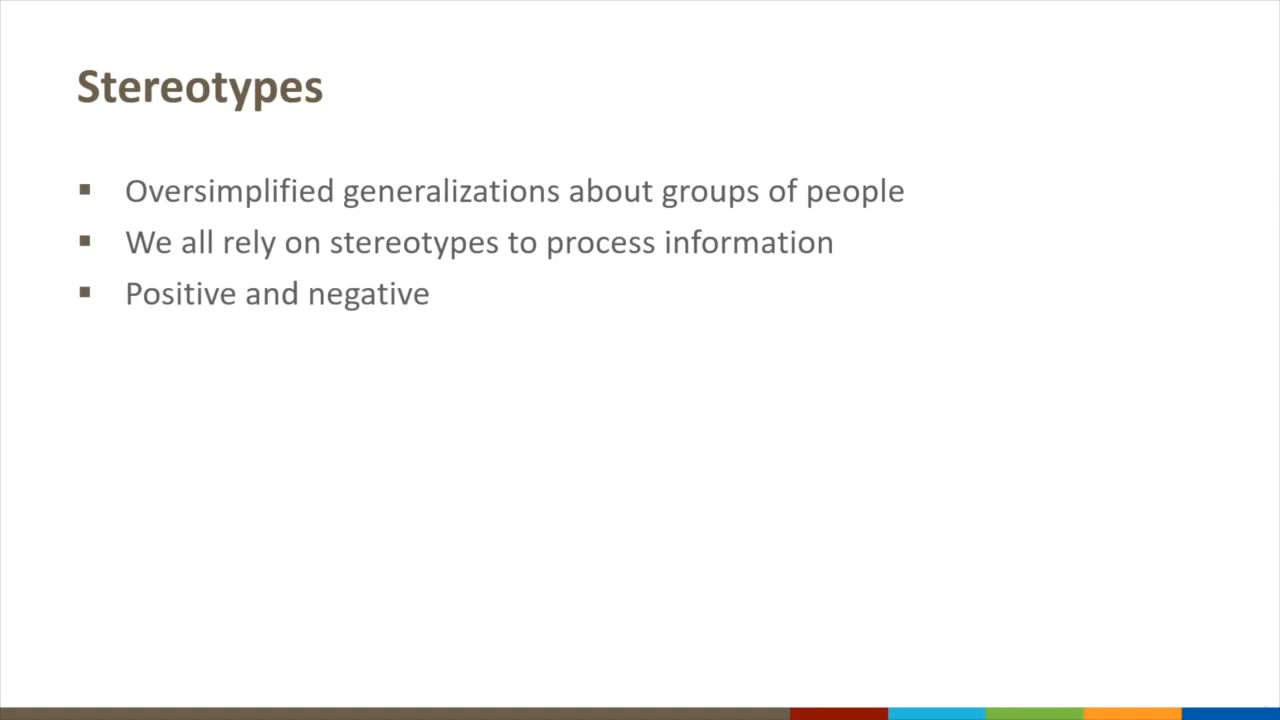 Stereotypes
▪ Oversimplified generalizations about groups of people
▪ We all rely on stereotypes to process information
▪ Positive and negative